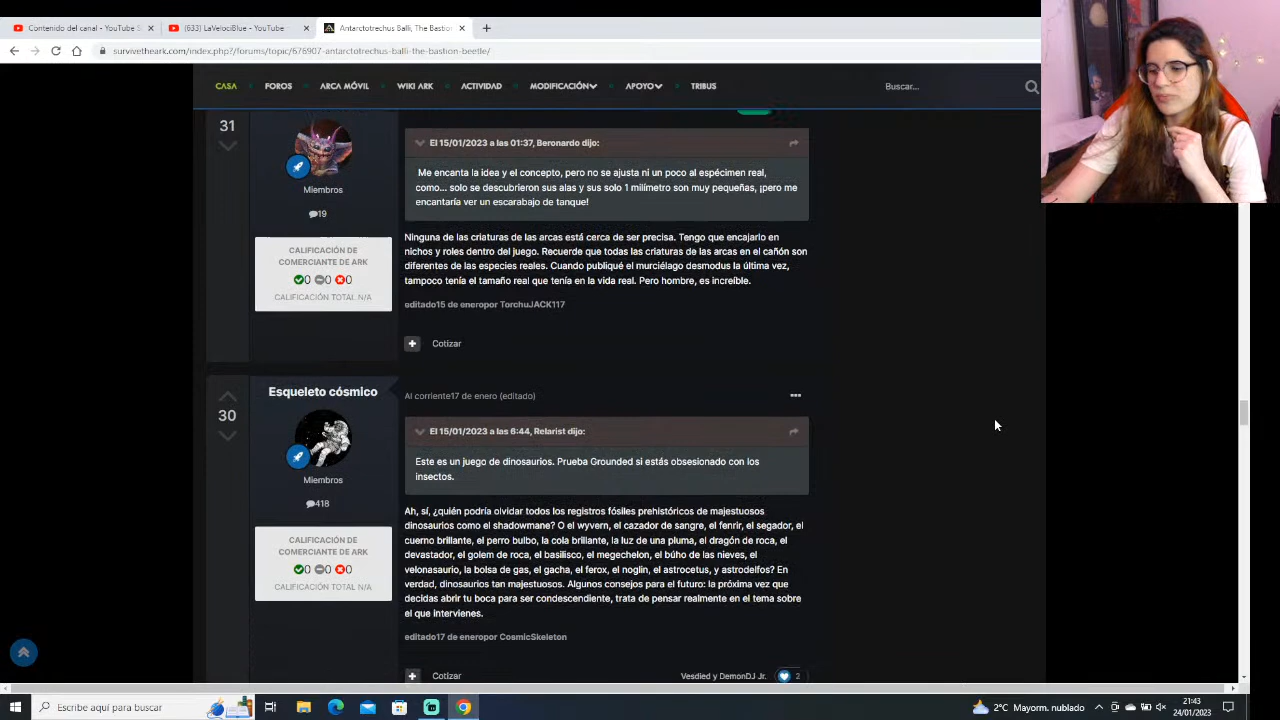 Contenido del canal - YouTube S
(633) LaVelociBlue - YouTube
Antarctotrechus Balli, The Bastion
survivetheark.com/index.php?/forums/topic/676907-antarctotrechus-balli-the-bastion-beetle/
CASA FOROS ARCA MÓVIL WIKI ARK ACTIVIDAD MODIFICACIÓN APOYO TRIBUS Buscar...
31
Miembros
19
CALIFICACIÓN DE
COMERCIANTE DE ARK
0 0 0
CALIFICACIÓN TOTAL N/A
El 15/01/2023 a las 01:37, Beronardo dijo:
Me encanta la idea y el concepto, pero no se ajusta ni un poco al espécimen real,
como... solo se descubrieron sus alas y sus solo 1 milímetro son muy pequeñas, ¡pero me
encantaría ver un escarabajo de tanque!
Ninguna de las criaturas de las arcas está cerca de ser precisa. Tengo que encajarlo en
nichos y roles dentro del juego. Recuerde que todas las criaturas de las arcas en el cañón son
diferentes de las especies reales. Cuando publiqué el murciélago desmodus la última vez,
tampoco tenía el tamaño real que tenía en la vida real. Pero hombre, es increíble.
editado15 de eneropor TorchuJACK117
Cotizar
30
Esqueleto cósmico
Miembros
418
CALIFICACIÓN DE
COMERCIANTE DE ARK
0 0 0
CALIFICACIÓN TOTAL N/A
Al corriente17 de enero (editado)
El 15/01/2023 a las 6:44, Relarist dijo:
Este es un juego de dinosaurios. Prueba Grounded si estás obsesionado con los
insectos.
Ah, sí, ¿quién podría olvidar todos los registros fósiles prehistóricos de majestuosos
dinosaurios como el shadowmane? O el wyvern, el cazador de sangre, el fenrir, el segador, el
cuerno brillante, el perro bulbo, la cola brillante, la luz de una pluma, el dragón de roca, el
devastador, el golem de roca, el basilisco, el megechelon, el búho de las nieves, el
velonasaurio, la bolsa de gas, el gacha, el ferox, el noglin, el astrocetus, y astrodelfos? En
verdad, dinosaurios tan majestuosos. Algunos consejos para el futuro: la próxima vez que
decidas abrir tu boca para ser condescendiente, trata de pensar realmente en el tema sobre
el que intervienes.
editado17 de eneropor CosmicSkeleton
Cotizar
Vesdied y DemonDJ Jr. 2
Escribe aquí para buscar
2°C Mayorm. nublado
21:43
24/01/2023